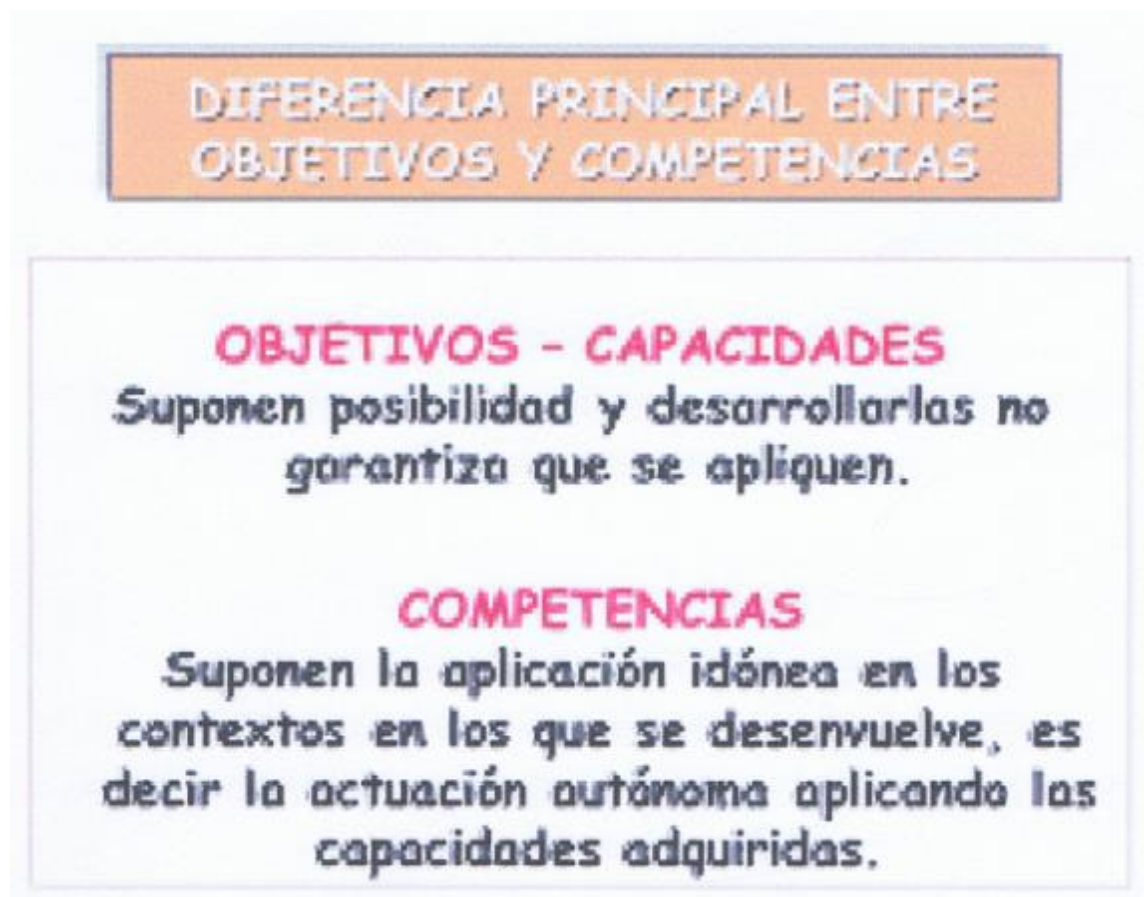 DIFERENCIA PRINCIPAL ENTRE
OBJETIVOS Y COMPETENCIAS
OBJETIVOS - CAPACIDADES
Suponen posibilidad y desarrollarlas no
garantiza que se apliquen.
COMPETENCIAS
Suponen la aplicación idónea en los
contextos en los que se desenvuelve, es
decir la actuación autónoma aplicando las
capacidades adquiridas.